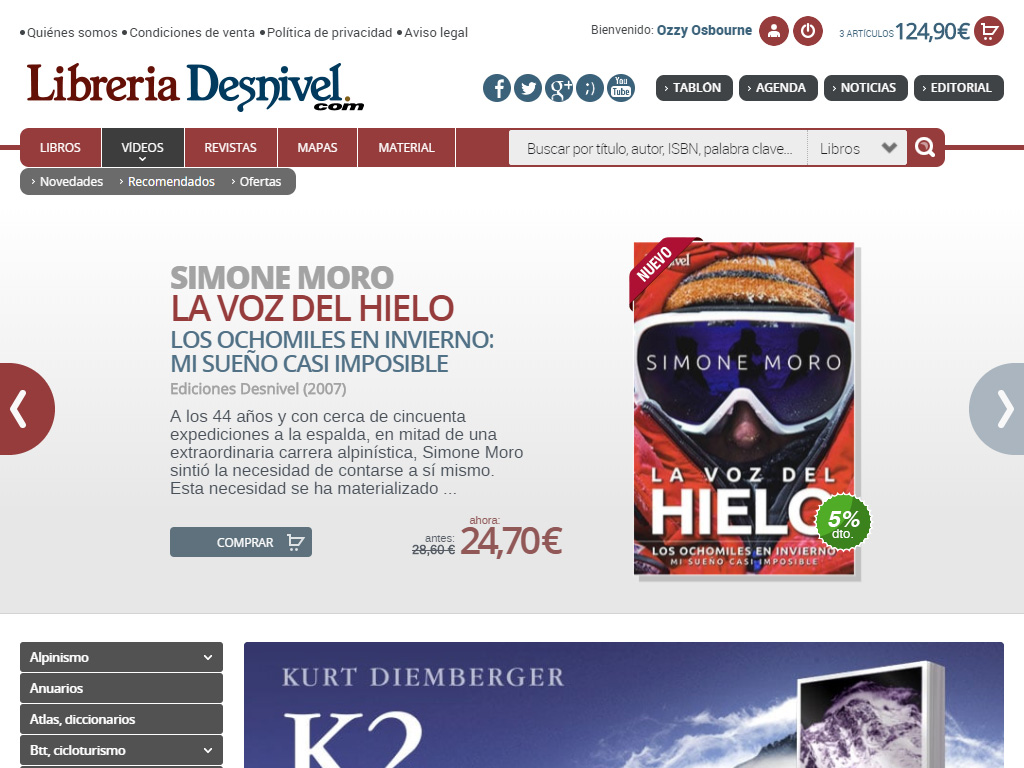 Quiénes somos Condiciones de venta Política de privacidad Aviso legal
Bienvenido: Ozzy Osbourne
3 ARTÍCULOS 124,90€
Libreria Desnivel.com
You Tube
TABLÓN AGENDA NOTICIAS EDITORIAL
LIBROS VÍDEOS REVISTAS MAPAS MATERIAL
Buscar por título, autor, ISBN, palabra clave... Libros
Novedades Recomendados Ofertas
SIMONE MORO
LA VOZ DEL HIELO
LOS OCHOMILES EN INVIERNO:
MI SUEÑO CASI IMPOSIBLE
Ediciones Desnivel (2007)
A los 44 años y con cerca de cincuenta
expediciones a la espalda, en mitad de una
extraordinaria carrera alpinística, Simone Moro
sintió la necesidad de contarse a sí mismo.
Esta necesidad se ha materializado ...
COMPRAR
antes:
28,60 €
ahora:
24,70€
NUEVO
SIMONE MORO
LA VOZ DEL
HIELO
LOS OCHOMILES EN INVIERNO
MI SUEÑO CASI IMPOSIBLE
5%
dto.
Alpinismo
Anuarios
Atlas, diccionarios
Btt, cicloturismo
KURT DIEMBERGER
K2